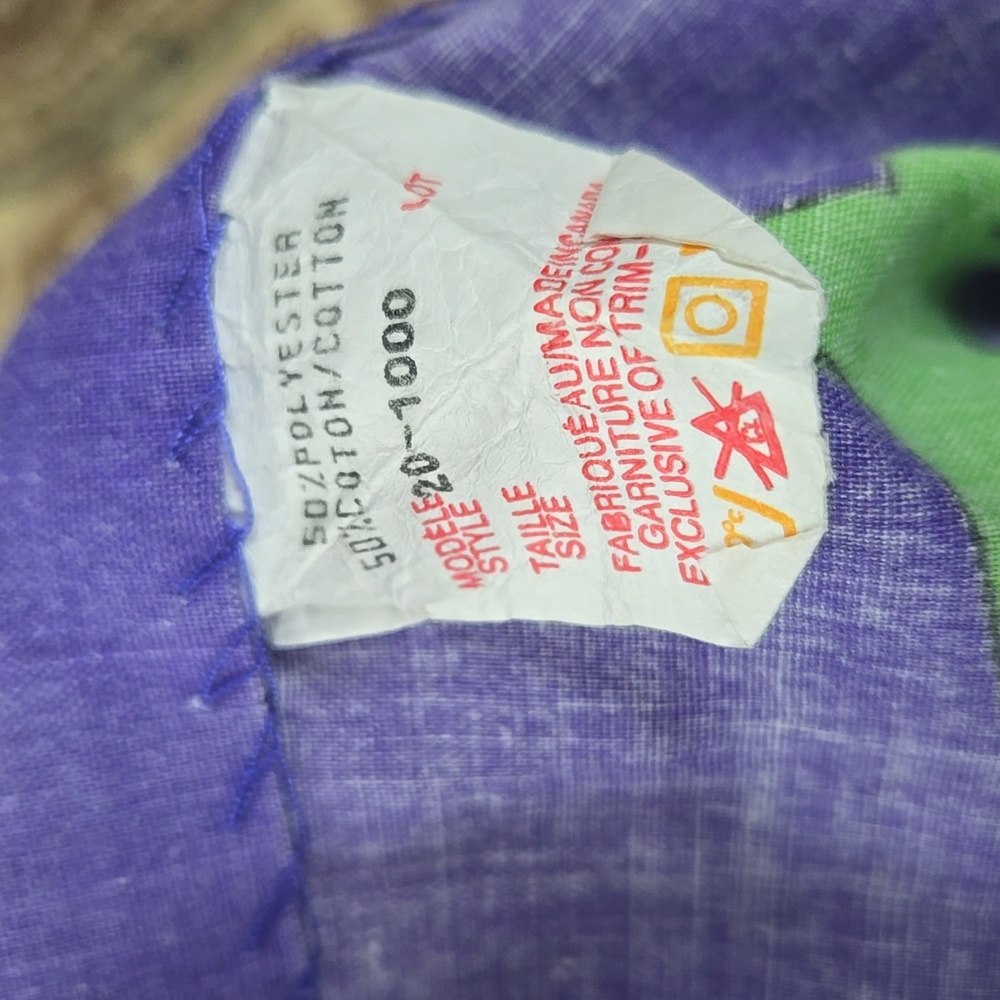 50%POLYESTER
50%COTON/COTTON
LOT
MODÈLE 20-1000
STYLE
TAILLE
SIZE
FABRIQUÉ AU/MADE IN CANADA
GARNITURE NON CO
EXCLUSIVE OF TRIM-